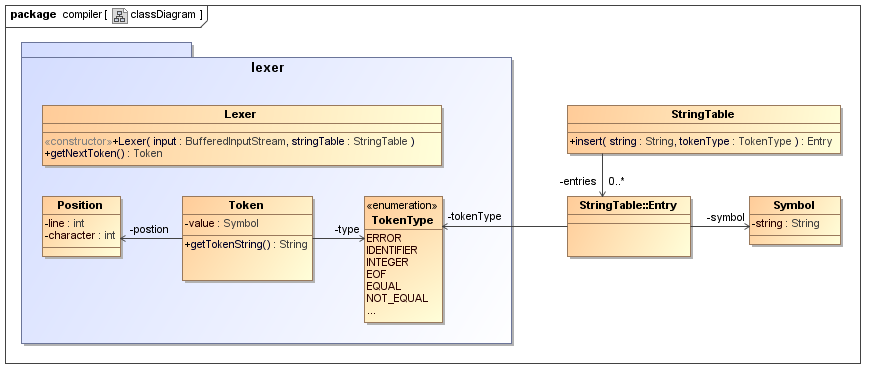 package compiler [ classDiagram ]
lexer
Lexer
«constructor»+Lexer( input : BufferedInputStream, stringTable : StringTable )
+getNextToken() : Token
StringTable
+insert( string : String, tokenType : TokenType ) : Entry
-entries 0..*
Position
-line : int
-character : int
-postion
Token
-value : Symbol
+getTokenString() : String
-type
«enumeration»
TokenType
ERROR
IDENTIFIER
INTEGER
EOF
EQUAL
NOT_EQUAL
...
-tokenType
StringTable::Entry
-symbol
Symbol
-string : String